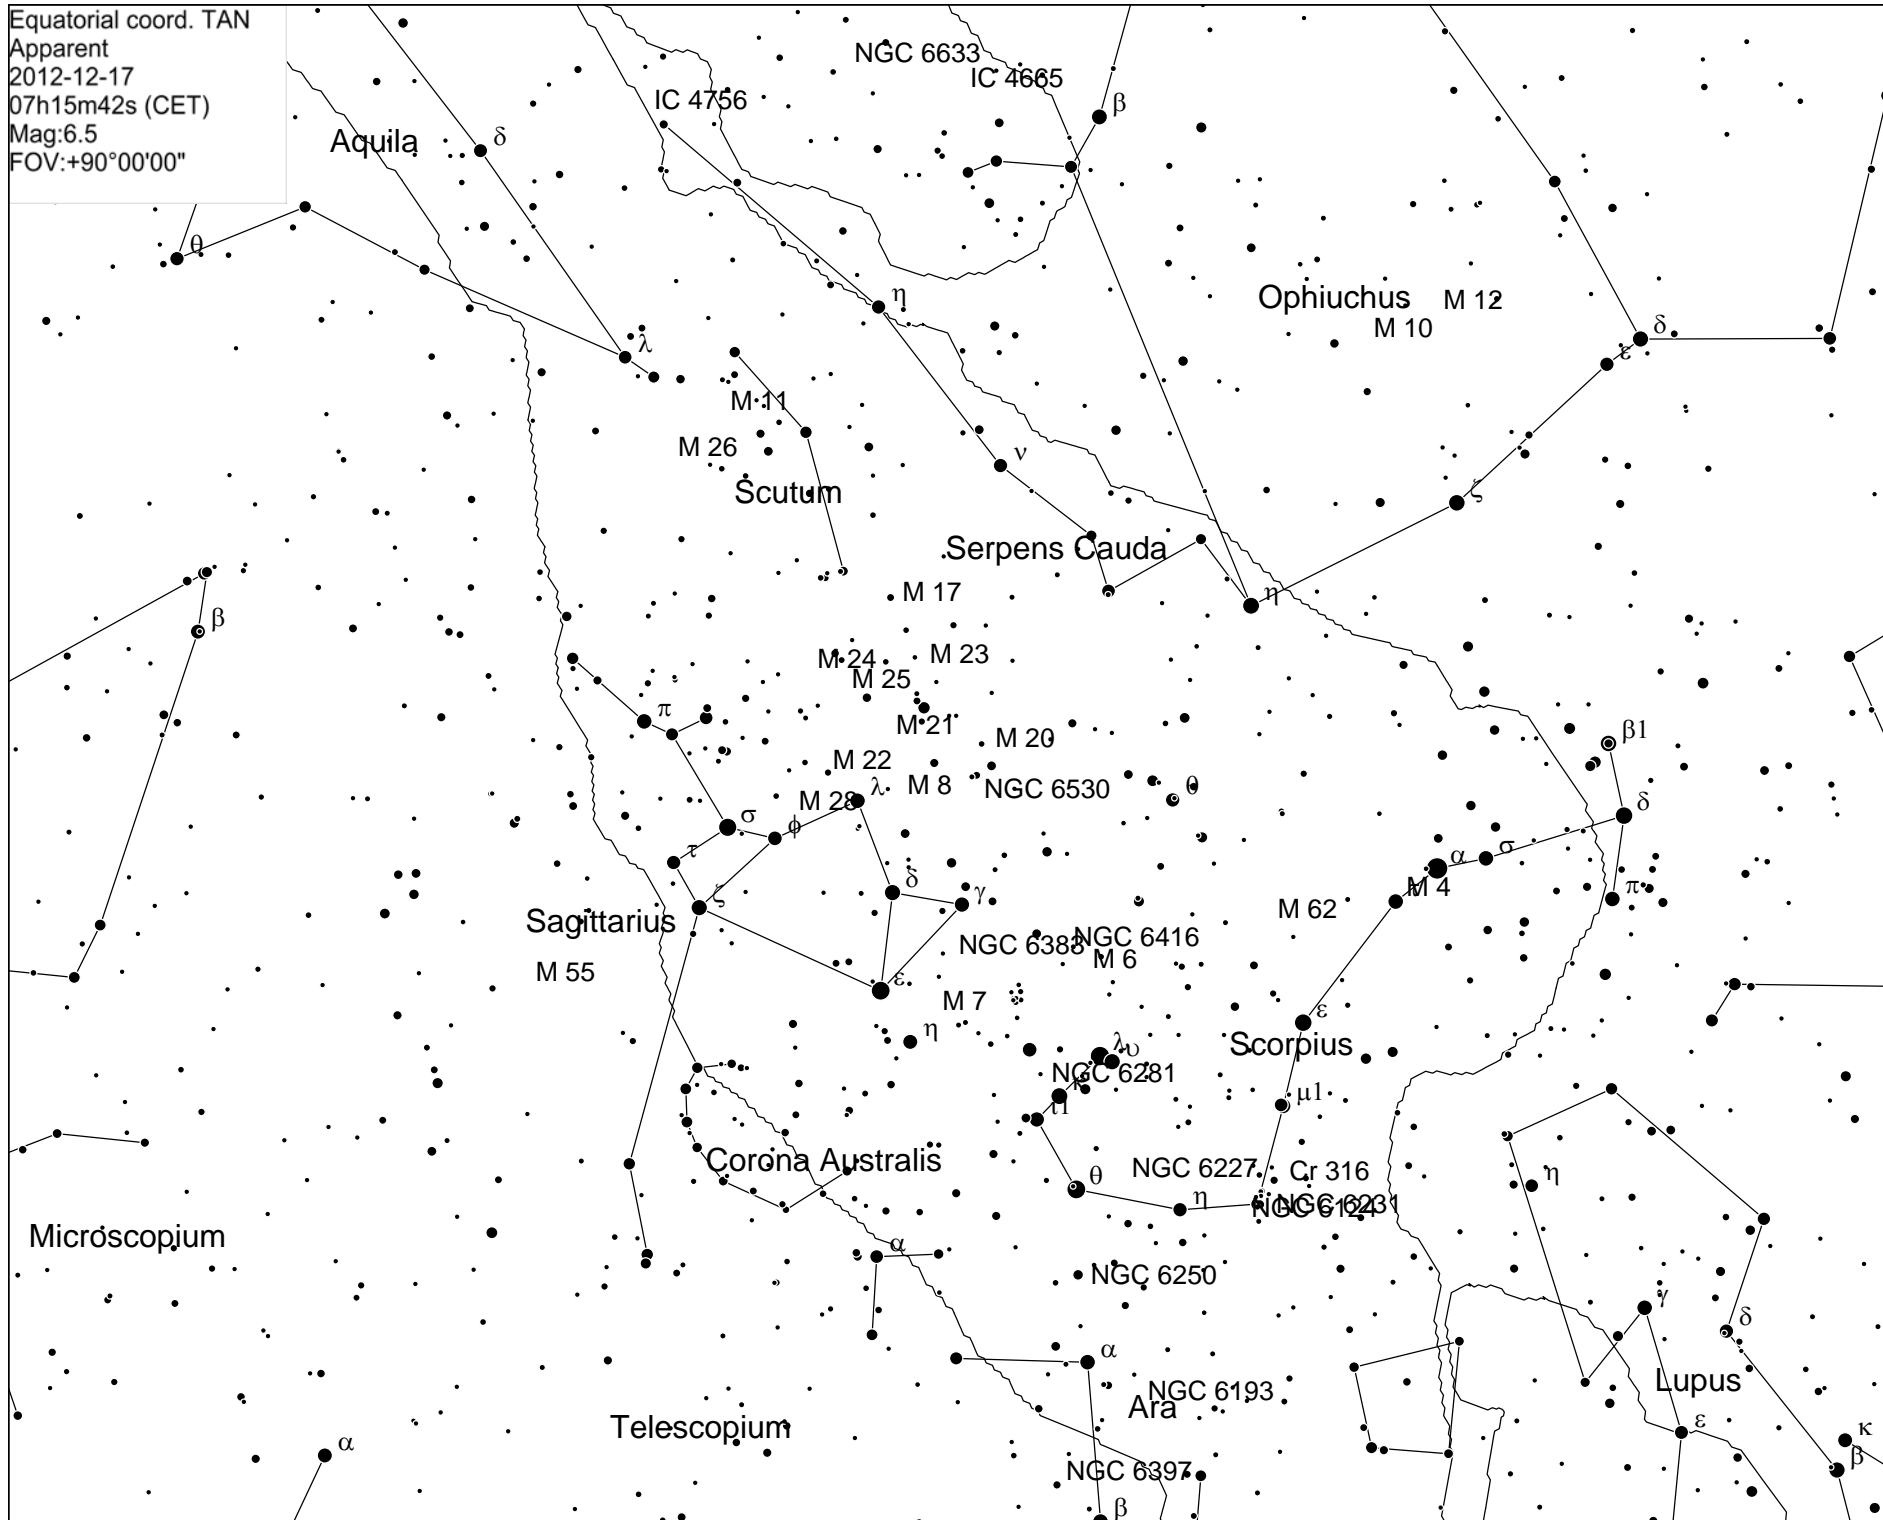 Equatorial coord. TAN
Apparent
2012-12-17
07h15m42s (CET)
Mag:6.5
FOV:+90°00'00"
NGC 6633
IC 4665
IC 4756
β
Aquila
δ
θ
η
Ophiuchus
M 12
M 10
δ
λ
ε
M 11
M 26
ν
Scutum
ζ
Serpens Cauda
M 17
η
β
M 24
M 23
M 25
π
M 21
M 20
β1
M 22
M 8
λ
NGC 6530
θ
M 28
σ
φ
δ
τ
α
σ
M 4
δ
γ
π
ζ
M 62
Sagittarius
NGC 6383
NGC 6416
M 6
M 55
ε
M 7
η
ε
Scorpius
λ
υ
NGC 6281
κ
ι1
μ1
Corona Australis
θ
NGC 6227
Cr 316
η
η
NGC 6231
NGC 6124
Microscopium
α
NGC 6250
γ
δ
α
NGC 6193
Ara
Lupus
Telescopium
ε
κ
α
β
NGC 6397
β